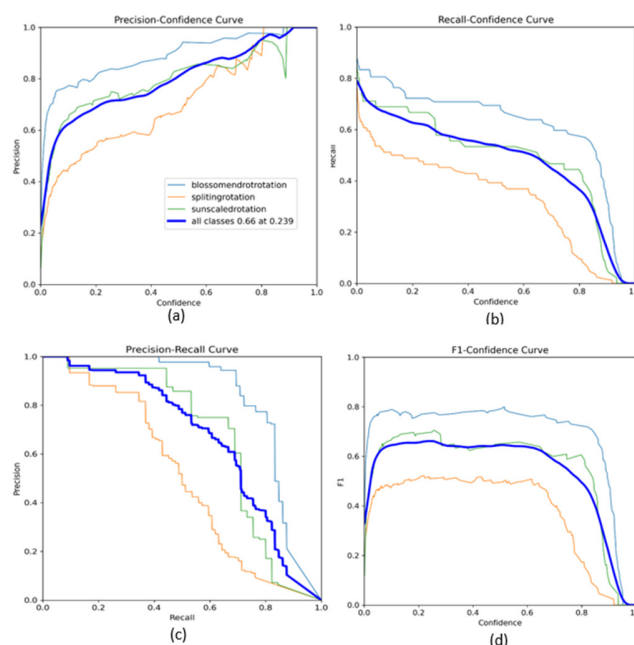 Precision-Confidence Curve
1.0
0.8
0.6
0.4
0.2
0.0
Precision
blossomendrotrotation
splitingrotation
sunscaledrotation
all classes 0.66 at 0.239
0.0 0.2 0.4 0.6 0.8 1.0
Confidence
(a)
Recall-Confidence Curve
1.0
0.8
0.6
0.4
0.2
0.0
Recall
0.0 0.2 0.4 0.6 0.8
Confidence
(b)
Precision-Recall Curve
1.0
0.8
0.6
0.4
0.2
0.0
Precision
0.0 0.2 0.4 0.6 0.8 1.0
Recall
(c)
F1-Confidence Curve
1.0
0.8
0.6
0.4
0.2
0.0
F1
0.0 0.2 0.4 0.6 0.8
Confidence
(d)